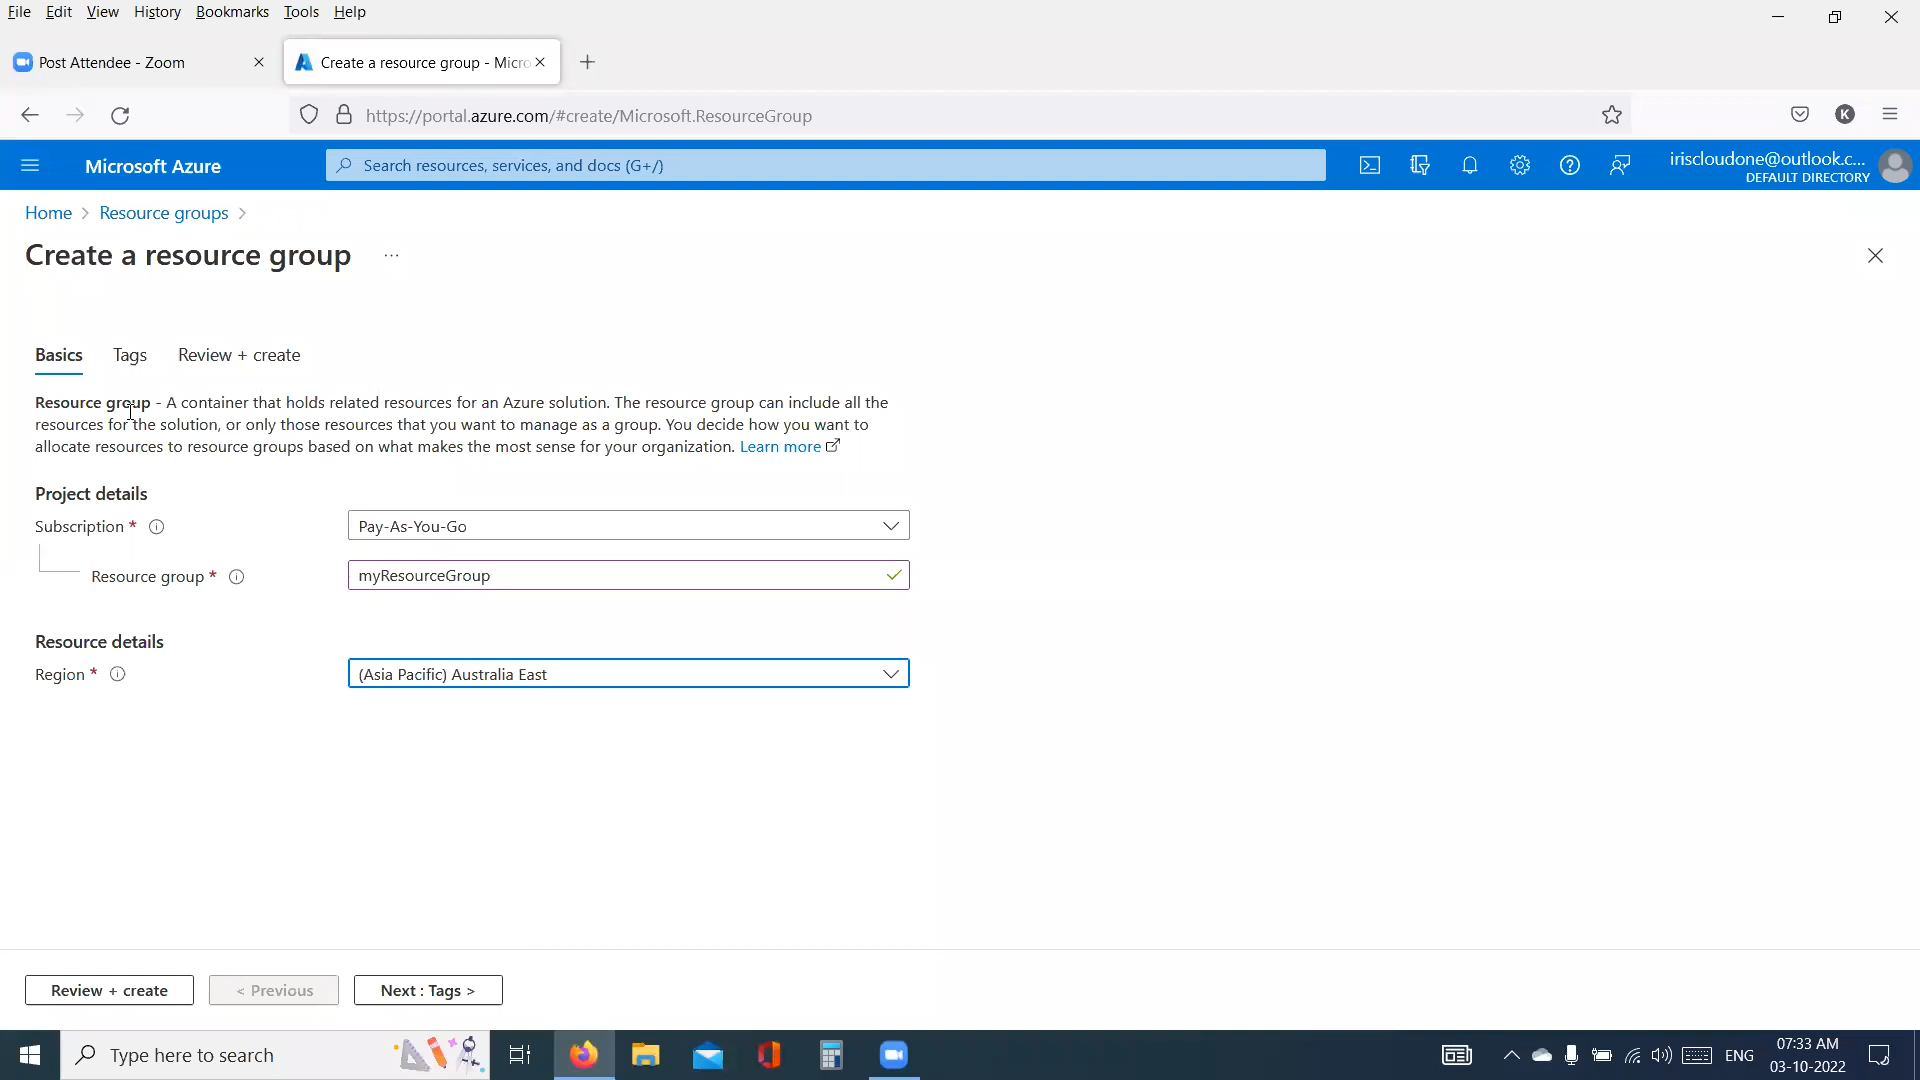 File Edit View History Bookmarks Tools Help
Post Attendee - Zoom
Create a resource group - Micro
https://portal.azure.com/#create/Microsoft.ResourceGroup
K
Microsoft Azure
Search resources, services, and docs (G+/)
iriscloudone@outlook.c...
DEFAULT DIRECTORY
Home > Resource groups >
Create a resource group ...
Basics Tags Review + create
Resource group - A container that holds related resources for an Azure solution. The resource group can include all the
resources for the solution, or only those resources that you want to manage as a group. You decide how you want to
allocate resources to resource groups based on what makes the most sense for your organization. Learn more
Project details
Subscription * Pay-As-You-Go
Resource group * myResourceGroup
Resource details
Region * (Asia Pacific) Australia East
Review + create < Previous Next : Tags >
Type here to search
ENG
07:33 AM
03-10-2022